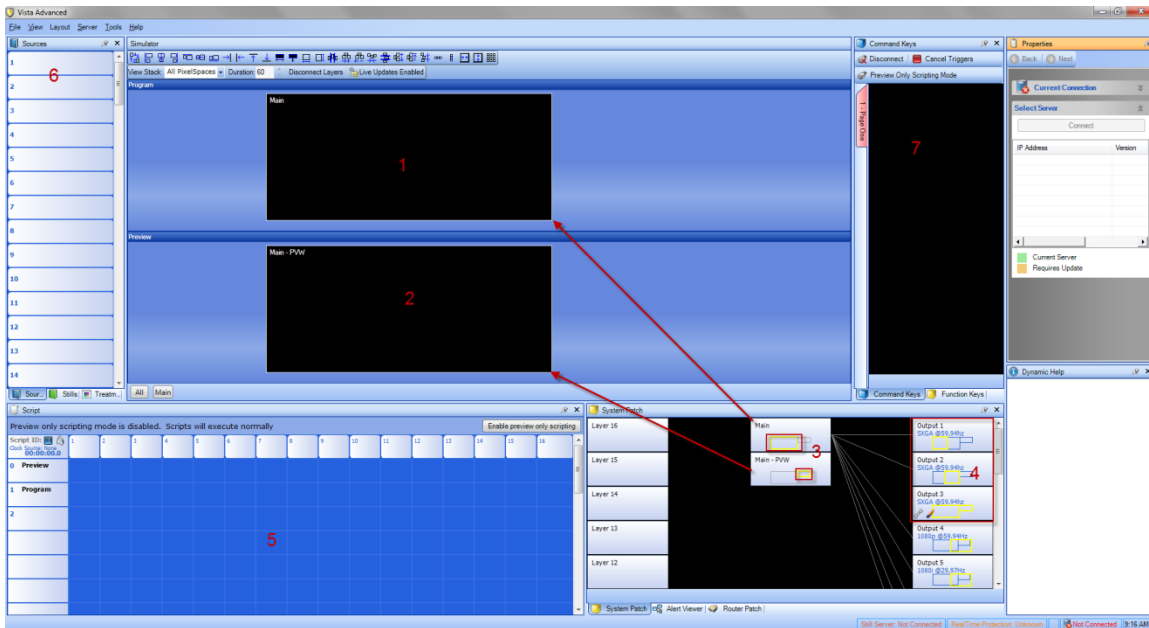 Vista Advanced
File View Layout Server Tools Help
Sources
1
2
3
4
5
6
7
8
9
10
11
12
13
14
6
Sour... Stills Treatm...
Simulator
View Stack: All PixelSpaces Duration: 60 Disconnect Layers Live Updates Enabled
Program
Main
1
Preview
Main - PVW
2
All Main
Command Keys
Disconnect Cancel Triggers
Preview Only Scripting Mode
1 - Page One
7
Command Keys Function Keys
Properties
Back Next
Current Connection
Select Server
Connect
IP Address Version
Current Server
Requires Update
Dynamic Help
Script
Preview only scripting mode is disabled. Scripts will execute normally
Enable preview only scripting
Script ID:
Clock Source: None
00:00:00.0
1 2 3 4 5 6 7 8 9 10 11 12 13 14 15 16
0 Preview
1 Program
2
5
System Patch
Layer 16
Layer 15
Layer 14
Layer 13
Layer 12
Main
3
Main - PVW
Output 1
SXGA @59.94hz
Output 2
SXGA @59.94hz
4
Output 3
SXGA @59.94hz
Output 4
1080p @59.94Hz
Output 5
1080i @29.97Hz
System Patch Alert Viewer Router Patch
Still Server: Not Connected RealTime Protection: Unknown Not Connected 9:16 AM